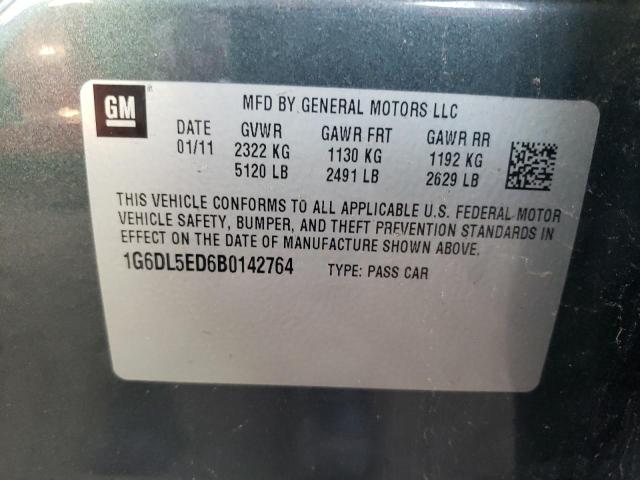 GM
MFD BY GENERAL MOTORS LLC
DATE GVWR GAWR FRT GAWR RR
01/11 2322 KG 1130 KG 1192 KG
5120 LB 2491 LB 2629 LB
THIS VEHICLE CONFORMS TO ALL APPLICABLE U.S. FEDERAL MOTOR
VEHICLE SAFETY, BUMPER, AND THEFT PREVENTION STANDARDS IN
EFFECT ON THE DATE OF MANUFACTURE SHOWN ABOVE.
1G6DL5ED6B0142764 TYPE: PASS CAR